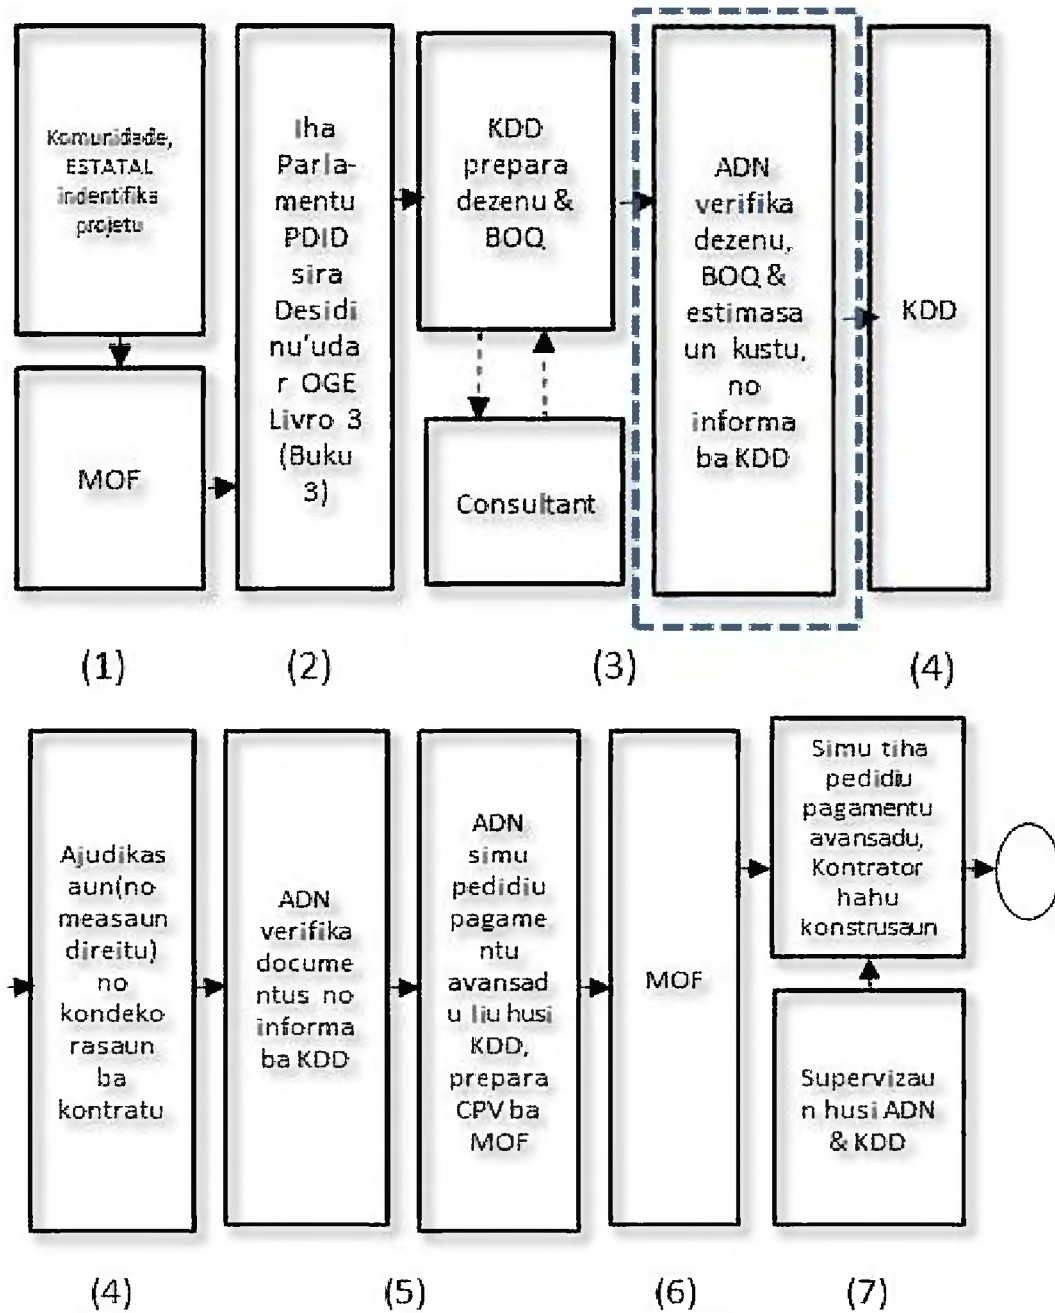 Komunidade,
ESTATAL
indentifika
projetu
MOF
Iha
Parla-
mentu
PDID
sira
Desidi
nu'uda
r OGE
Livro 3
(Buku
3)
KDD
prepara
dezenu &
BOQ
Consultant
ADN
verifika
dezenu,
BOQ &
estimasa
un kustu,
no
informa
ba KDD
KDD
(1)
(2)
(3)
(4)
Ajudikas
aun(no
measaun
direitu)
no
kondeko
rasaun
ba
kontratu
ADN
verifika
docume
ntus no
informa
ba KDD
ADN
simu
pedidiu
pagame
ntu
avansad
u liu husi
KDD,
prepara
CPV ba
MOF
MOF
Simu tiha
pedidiu
pagamentu
avansadu,
Kontrator
hahu
konstrusaun
Supervizau
n husi ADN
& KDD
(4)
(5)
(6)
(7)